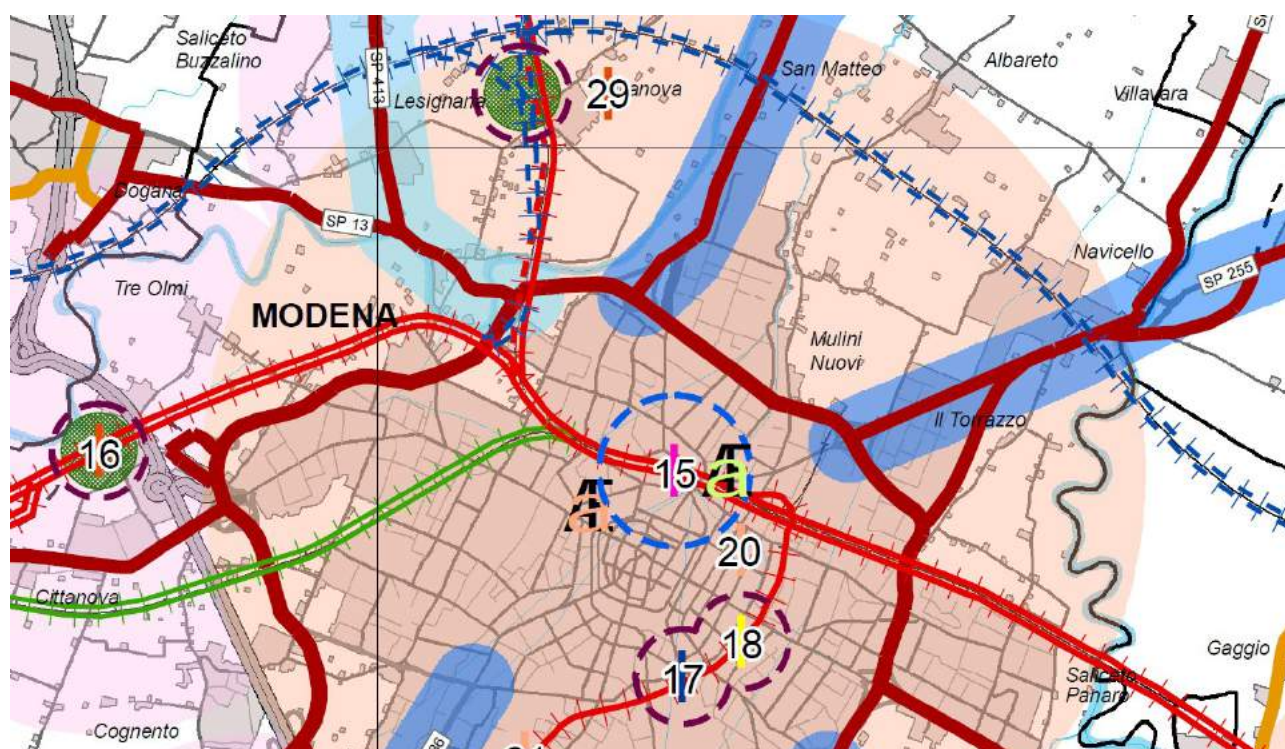 Saliceto
Buzzalino
SP 413
Lesignana
29
anova
San Matteo
Albareto
Villavara
Dogana
SP 13
Navicello
SP 255
Tre Olmi
MODENA
Mulini
Nuovi
Il Torrazzo
16
15
a
a
20
Cittanova
18
17
Gaggio
Saliceto
Panaro
Cognento